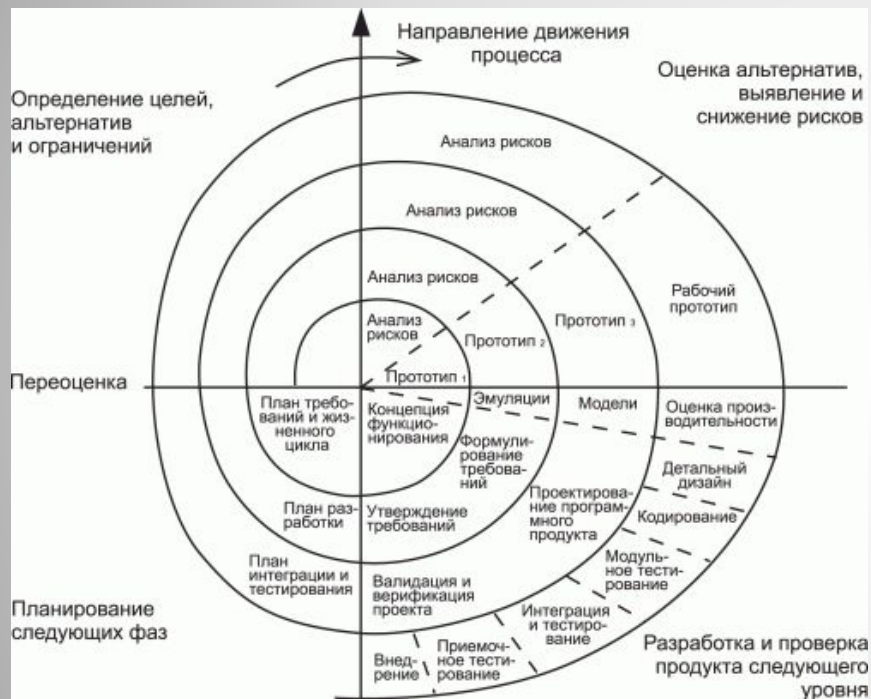 Направление движения
процесса
Определение целей,
альтернатив
и ограничений
Оценка альтернатив,
выявление и
снижение рисков
Анализ рисков
Анализ рисков
Анализ рисков
Анализ
рисков
Рабочий
прототип
Прототип 3
Прототип 2
Прототип 1
Переоценка
План требо-
ваний и жиз-
ненного
цикла
Концепция
функцио-
нирования
Эмуляции
Модели
Оценка произ-
водительности
Формули-
рование
требова-
ний
Детальный
дизайн
План раз-
работки
Утверждение
требований
Проектирова-
ние програм-
много
продукта
Кодирование
План
интеграции и
тестирования
Валидация и
верификация
проекта
Модуль-
ное тести-
рование
Интеграция
и тестиро-
вание
Планирование
следующих фаз
Внед-
рение
Приемоч-
ное тести-
рование
Разработка и проверка
продукта следующего
уровня